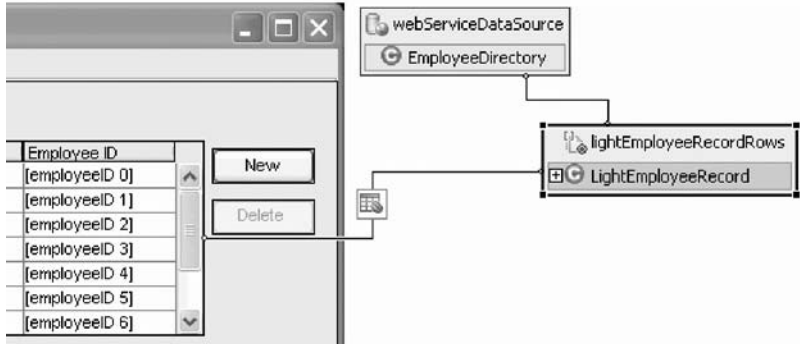 webServiceDataSource
EmployeeDirectory
lightEmployeeRecordRows
LightEmployeeRecord
Employee ID
[employeeID 0]
[employeeID 1]
[employeeID 2]
[employeeID 3]
[employeeID 4]
[employeeID 5]
[employeeID 6]
New
Delete